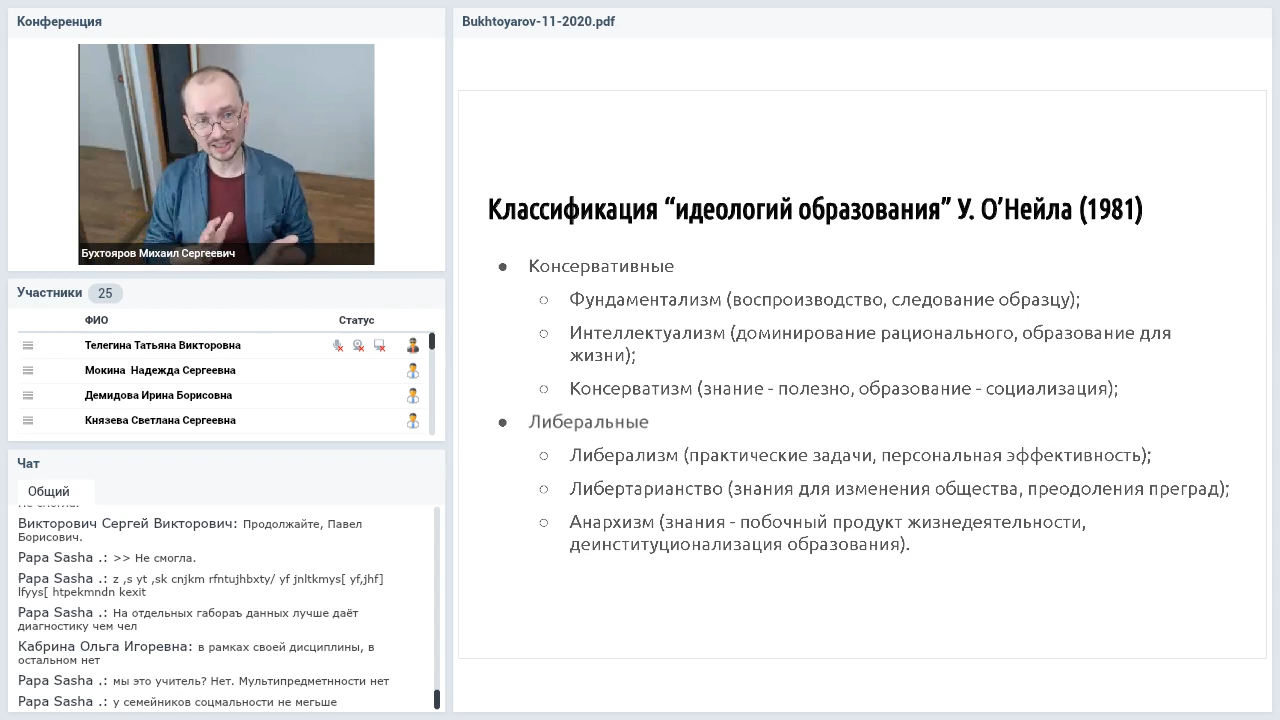 Конференция
Бухтояров Михаил Сергеевич
Участники 25
ФИО Статус
Телегина Татьяна Викторовна
Мокина Надежда Сергеевна
Демидова Ирина Борисовна
Князева Светлана Сергеевна
Чат
Общий
Викторович Сергей Викторович: Продолжайте, Павел
Борисович.
Papa Sasha .: >> Не смогла.
Papa Sasha .: z ,s yt ,sk cnjkm rfntujhbxty/ yf jnltkmys[ yf,jhf]
lfyys[ htpekmndn kexit
Papa Sasha .: На отдельных габораъ данных лучше даёт
диагностику чем чел
Кабрина Ольга Игоревна: в рамках своей дисциплины, в
остальном нет
Papa Sasha .: мы это учитель? Нет. Мультипредметнности нет
Papa Sasha .: у семейников соцмальности не мегьше
Bukhtoyarov-11-2020.pdf
Классификация “идеологий образования” У. О’Нейла (1981)
● Консервативные
○ Фундаментализм (воспроизводство, следование образцу);
○ Интеллектуализм (доминирование рационального, образование для
жизни);
○ Консерватизм (знание - полезно, образование - социализация);
● Либеральные
○ Либерализм (практические задачи, персональная эффективность);
○ Либертарианство (знания для изменения общества, преодоления преград);
○ Анархизм (знания - побочный продукт жизнедеятельности,
деинституционализация образования).